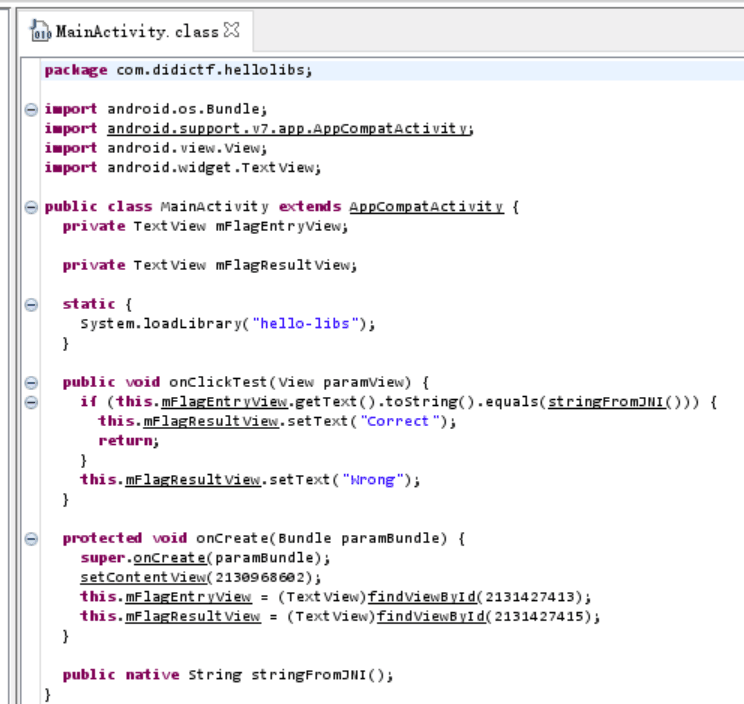 MainActivity.class
package com.didictf.hellolibs;
import android.os.Bundle;
import android.support.v7.app.AppCompatActivity;
import android.view.View;
import android.widget.TextView;
public class MainActivity extends AppCompatActivity {
private TextView mFlagEntryView;
private TextView mFlagResultView;
static {
System.loadLibrary("hello-libs");
}
public void onClickTest(View paramView) {
if (this.mFlagEntryView.getText().toString().equals(stringFromJNI())) {
this.mFlagResultView.setText("Correct");
return;
}
this.mFlagResultView.setText("Wrong");
}
protected void onCreate(Bundle paramBundle) {
super.onCreate(paramBundle);
setContentView(2130968602);
this.mFlagEntryView = (TextView)findViewById(2131427413);
this.mFlagResultView = (TextView)findViewById(2131427415);
}
public native String stringFromJNI();
}